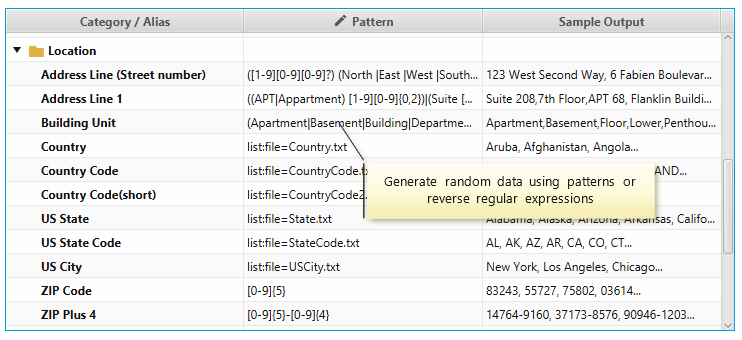 Category / Alias Pattern Sample Output
Location
Address Line (Street number) ([1-9][0-9][0-9]?) (North |East |West |South... 123 West Second Way, 6 Fabien Boulevar...
Address Line 1 ((APT|Appartment) [1-9][0-9]{0,2})|(Suite [... Suite 208,7th Floor,APT 68, Flanklin Buildi...
Building Unit (Apartment|Basement|Building|Departme... Apartment,Basement,Floor,Lower,Penthou...
Country list:file=Country.txt Aruba, Afghanistan, Angola...
Country Code list:file=CountryCode.t AND...
Country Code(short) list:file=CountryCode2
Generate random data using patterns or
reverse regular expressions
US State list:file=State.txt Alabama, Alaska, Arizona, Arkansas, Califo...
US State Code list:file=StateCode.txt AL, AK, AZ, AR, CA, CO, CT...
US City list:file=USCity.txt New York, Los Angeles, Chicago...
ZIP Code [0-9]{5} 83243, 55727, 75802, 03614...
ZIP Plus 4 [0-9]{5}-[0-9]{4} 14764-9160, 37173-8576, 90946-1203...